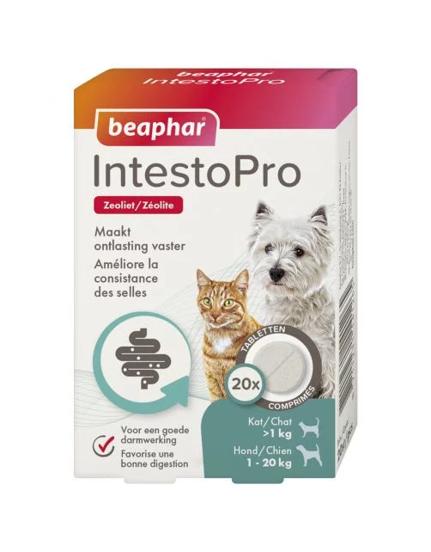 beaphar
IntestoPro
beaphar
IntestoPro
Zeoliet/Zéolite
Maakt
ontlasting vaster
Améliore la
consistance
des selles
TABLETTEN
20x
COMPRIMÉS
Kat/Chat
>1 kg
Hond/Chien
1 - 20 kg
Voor een goede
darmwerking
Favorise une
bonne digestion